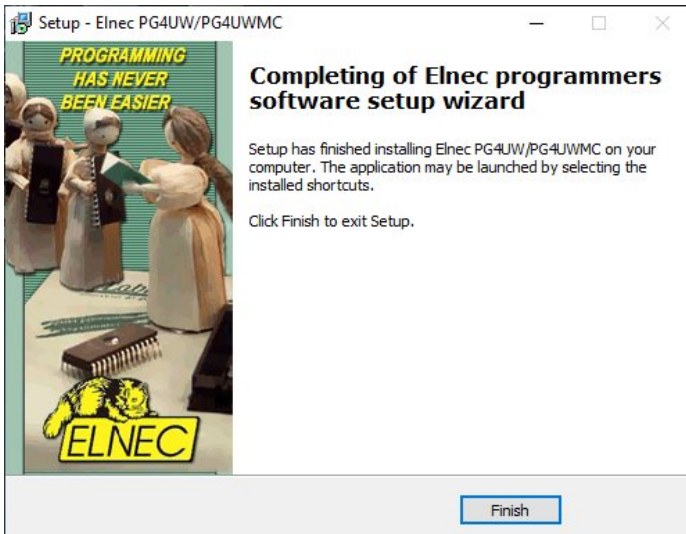 Setup - Elnec PG4UW/PG4UWMC
PROGRAMMING
HAS NEVER
BEEN EASIER
Completing of Elnec programmers
software setup wizard
Setup has finished installing Elnec PG4UW/PG4UWMC on your
computer. The application may be launched by selecting the
installed shortcuts.
Click Finish to exit Setup.
ELNEC
Finish